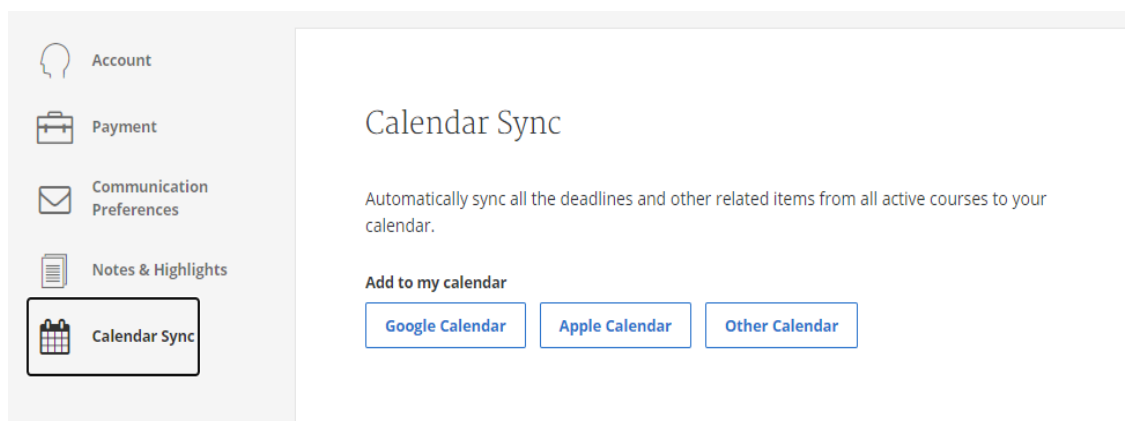 Account
Payment
Communication
Preferences
Notes & Highlights
Calendar Sync
Calendar Sync
Automatically sync all the deadlines and other related items from all active courses to your
calendar.
Add to my calendar
Google Calendar
Apple Calendar
Other Calendar